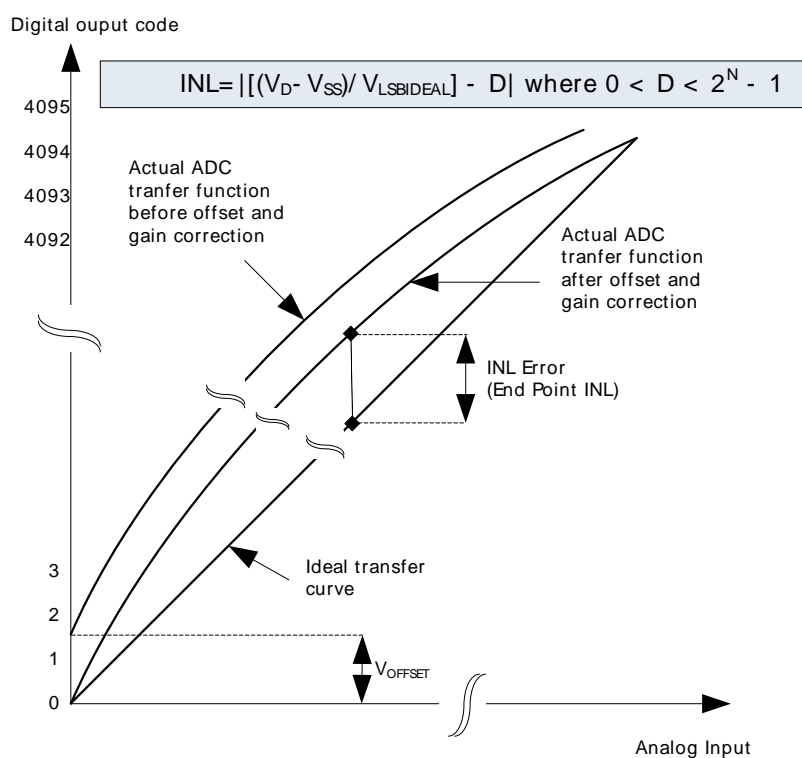 Digital ouput code
INL= |[(VD- VSS)/ VLSBIDEAL] - D| where 0 < D < 2^N - 1
4095
4094
4093
4092
Actual ADC
tranfer function
before offset and
gain correction
Actual ADC
tranfer function
after offset and
gain correction
INL Error
(End Point INL)
3
2
1
0
Ideal transfer
curve
VOFFSET
Analog Input